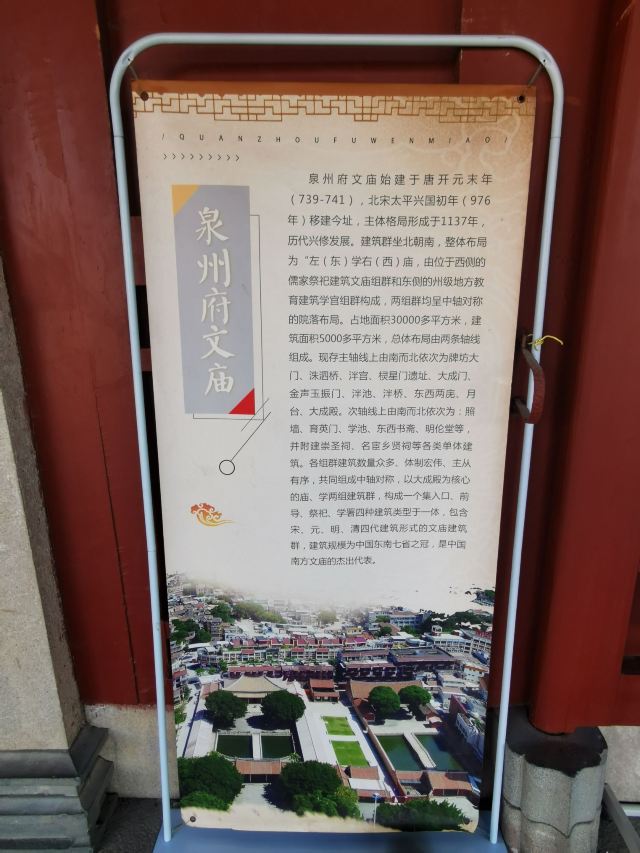 /QUANZHOUFUWENMIAO/
泉州府文庙
泉州府文庙始建于唐开元末年
（739-741），北宋太平兴国初年（976
年）移建今址，主体格局形成于1137年，
历代兴修发展。建筑群坐北朝南，整体布局
为“左（东）学右（西）庙，由位于西侧的
儒家祭祀建筑文庙组群和东侧的州级地方教
育建筑学宫组群构成，两组群均呈中轴对称
的院落布局。占地面积30000多平方米，建
筑面积5000多平方米，总体布局由两条轴线
组成。现存主轴线上由南而北依次为牌坊大
门、洙泗桥、泮宫、棂星门遗址、大成门、
金声玉振门、泮池、泮桥、东西两庑、月
台、大成殿。次轴线上由南而北依次为：照
墙、育英门、学池、东西书斋、明伦堂等，
并附建崇圣祠、名宦乡贤祠等各类单体建
筑。各组群建筑数量众多、体制宏伟、主从
有序，共同组成中轴对称，以大成殿为核心
的庙、学两组建筑群，构成一个集入口、前
导、祭祀、学署四种建筑类型于一体，包含
宋、元、明、清四代建筑形式的文庙建筑
群，建筑规模为中国东南七省之冠，是中国
南方文庙的杰出代表。